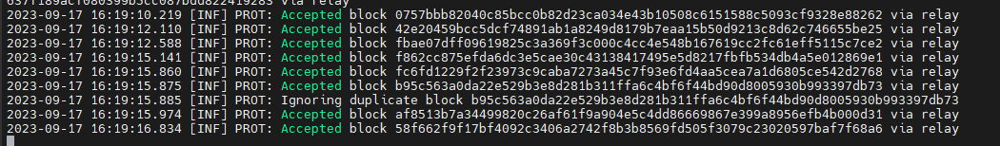 via relay
2023-09-17 16:19:10.219 [INF] PROT: Accepted block 0757bbb82040c85bcc0b82d23ca034e43b10508c6151588c5093cf9328e88262 via relay
2023-09-17 16:19:12.110 [INF] PROT: Accepted block 42e20459bcc5dcf74891ab1a8249d8179b7eaa15b50d9213c8d62c746655be25 via relay
2023-09-17 16:19:12.588 [INF] PROT: Accepted block fbae07dff09619825c3a369f3c000c4cc4e548b167619cc2fc61eff5115c7ce2 via relay
2023-09-17 16:19:15.141 [INF] PROT: Accepted block f862cc875efda6dc3e5cae30c43138417495e5d8217fbfb534db4a5e012869e1 via relay
2023-09-17 16:19:15.860 [INF] PROT: Accepted block fc6fd1229f2f23973c9caba7273a45c7f93e6fd4aa5cea7a1d6805ce542d2768 via relay
2023-09-17 16:19:15.875 [INF] PROT: Accepted block b95c563a0da22e529b3e8d281b311ffa6c4bf6f44bd90d8005930b993397db73 via relay
2023-09-17 16:19:15.885 [INF] PROT: Ignoring duplicate block b95c563a0da22e529b3e8d281b311ffa6c4bf6f44bd90d8005930b993397db73
2023-09-17 16:19:15.974 [INF] PROT: Accepted block af8513b7a34499820c26af61f9a904e5c4dd86669867e399a8956efb4b000d31 via relay
2023-09-17 16:19:16.834 [INF] PROT: Accepted block 58f662f9f17bf4092c3406a2742f8b3b8569fd505f3079c23020597baf7f68a6 via relay